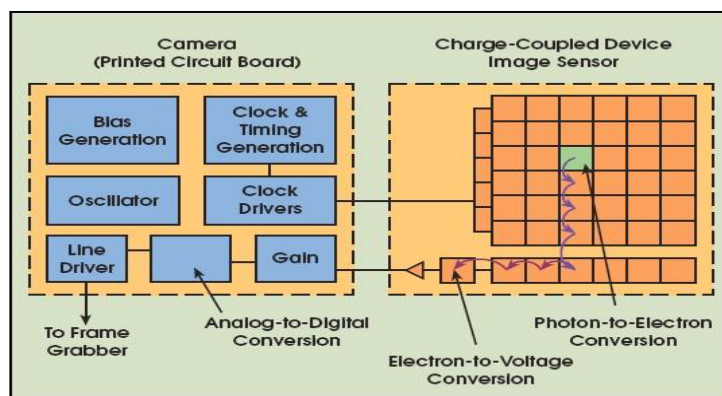 Camera
(Printed Circuit Board)
Charge-Coupled Device
Image Sensor
Bias
Generation
Clock &
Timing
Generation
Oscillator
Clock
Drivers
Line
Driver
Gain
To Frame
Grabber
Analog-to-Digital
Conversion
Electron-to-Voltage
Conversion
Photon-to-Electron
Conversion